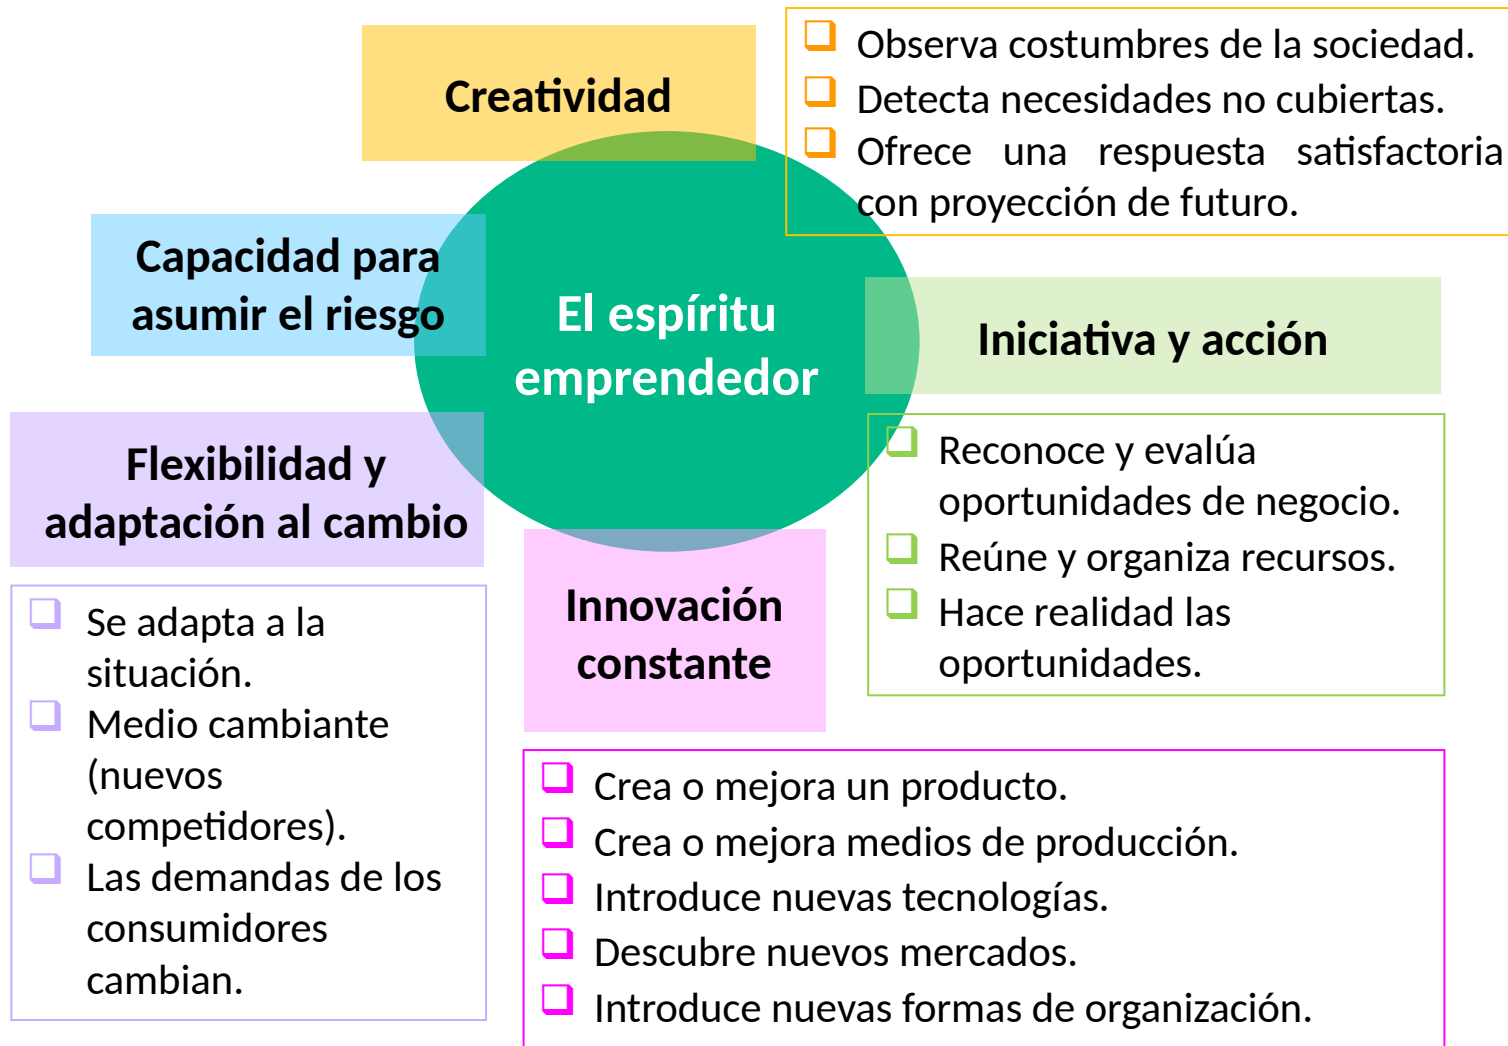 Creatividad
Observa costumbres de la sociedad.
Detecta necesidades no cubiertas.
Ofrece una respuesta satisfactoria
con proyección de futuro.
Capacidad para
asumir el riesgo
El espíritu
emprendedor
Iniciativa y acción
Reconoce y evalúa
oportunidades de negocio.
Reúne y organiza recursos.
Hace realidad las
oportunidades.
Flexibilidad y
adaptación al cambio
Se adapta a la
situación.
Medio cambiante
(nuevos
competidores).
Las demandas de los
consumidores
cambian.
Innovación
constante
Crea o mejora un producto.
Crea o mejora medios de producción.
Introduce nuevas tecnologías.
Descubre nuevos mercados.
Introduce nuevas formas de organización.